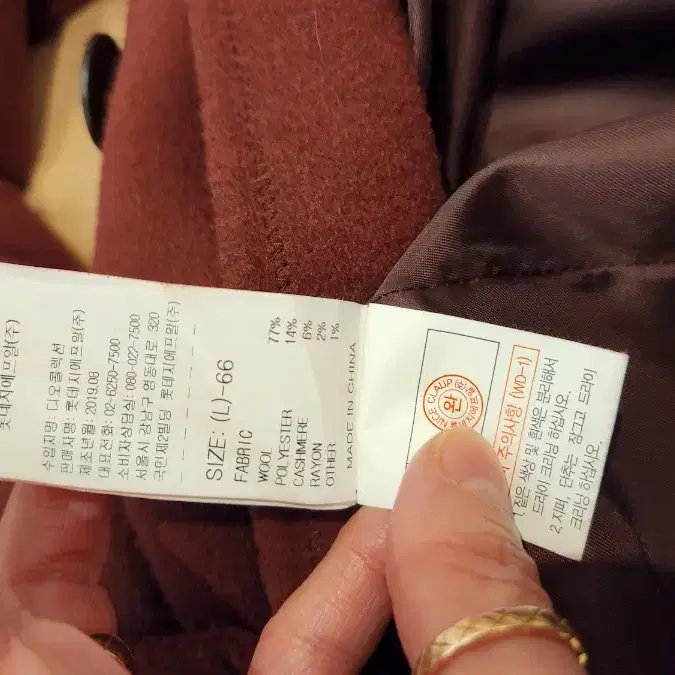 롯데지에프알(주)
수입자명: 디오콜렉션
판매자명: 롯데지에프알(주)
제조년월: 2019.08
대표전화: 02-6250-7500
소비자상담실: 080-022-7500
서울시 강남구 영동대로 320
국민제2빌딩 롯데지에프알(주)
SIZE: (L)-66
FABRIC
WOOL 77%
POLYESTER 14%
CASHMERE 6%
RAYON 2%
OTHER 1%
MADE IN CHINA
NICE CLAUP
완
주의사항 (WD-1)
1. 짙은 색상 및 흰색은 분리해서
드라이 크리닝 하십시오.
2. 지퍼, 단추는 잠그고 드라이
크리닝 하십시오.